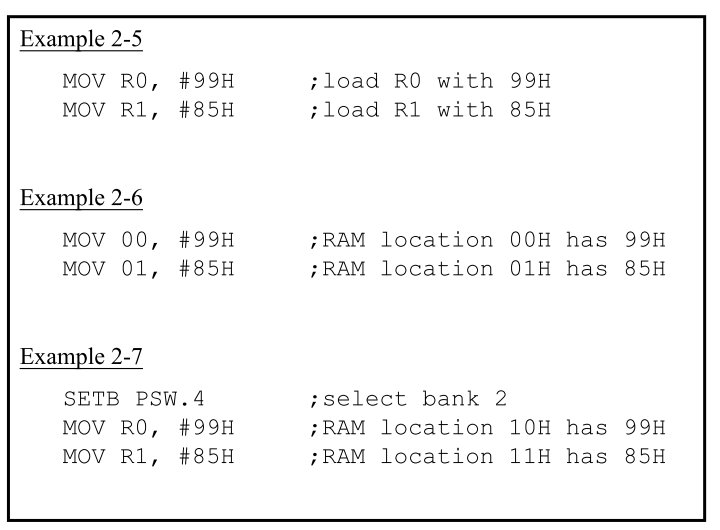 Example 2-5
MOV R0, #99H ;load R0 with 99H
MOV R1, #85H ;load R1 with 85H
Example 2-6
MOV 00, #99H ;RAM location 00H has 99H
MOV 01, #85H ;RAM location 01H has 85H
Example 2-7
SETB PSW.4 ;select bank 2
MOV R0, #99H ;RAM location 10H has 99H
MOV R1, #85H ;RAM location 11H has 85H